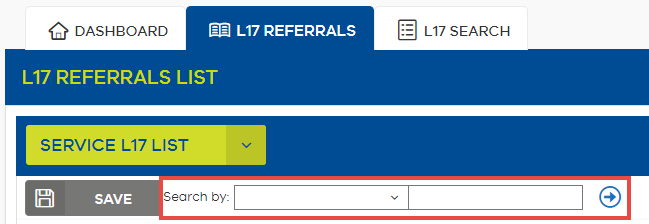 DASHBOARD L17 REFERRALS L17 SEARCH
L17 REFERRALS LIST
SERVICE L17 LIST
SAVE Search by: